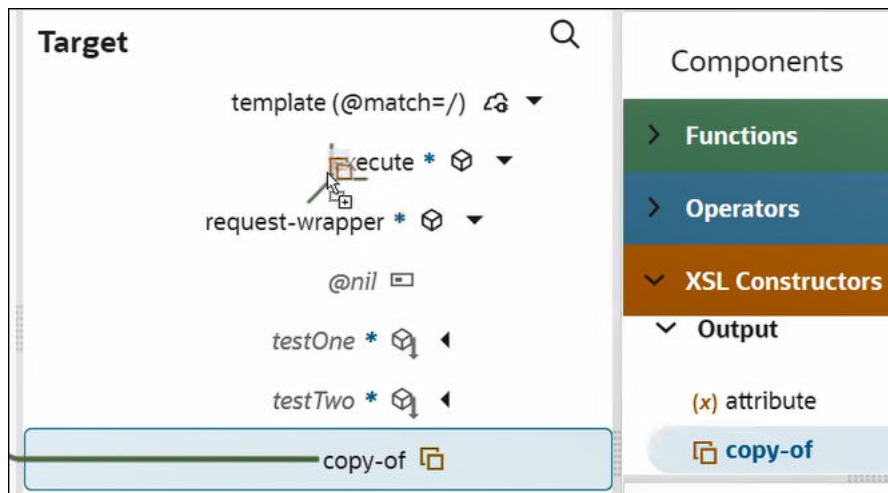 Target
Components
template (@match=/)
xecute *
request-wrapper *
@nil
testOne *
testTwo *
copy-of
Functions
Operators
XSL Constructors
Output
(x) attribute
copy-of